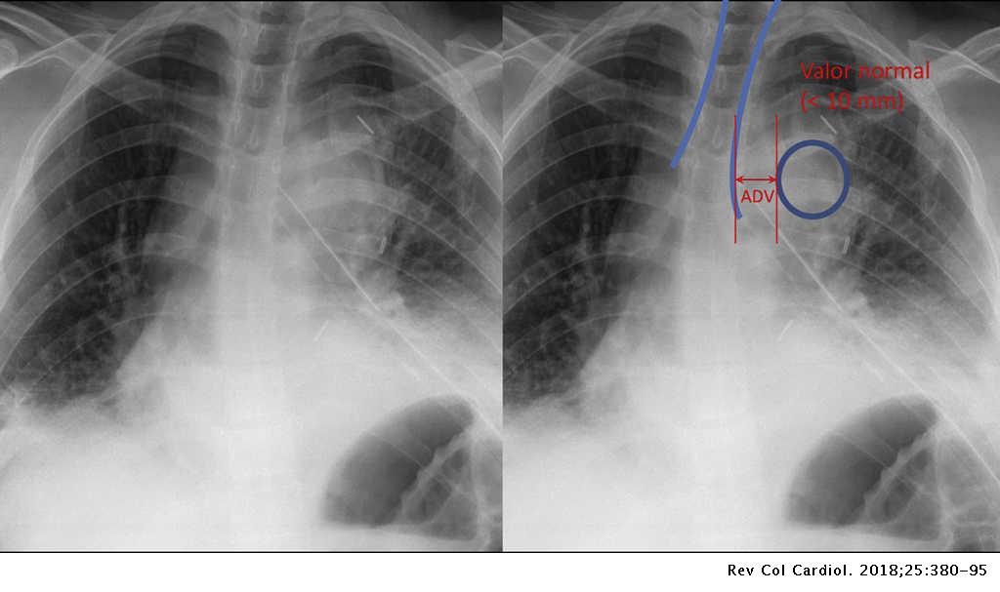 Valor normal
(< 10 mm)
ADV
Rev Col Cardiol. 2018;25:380–95